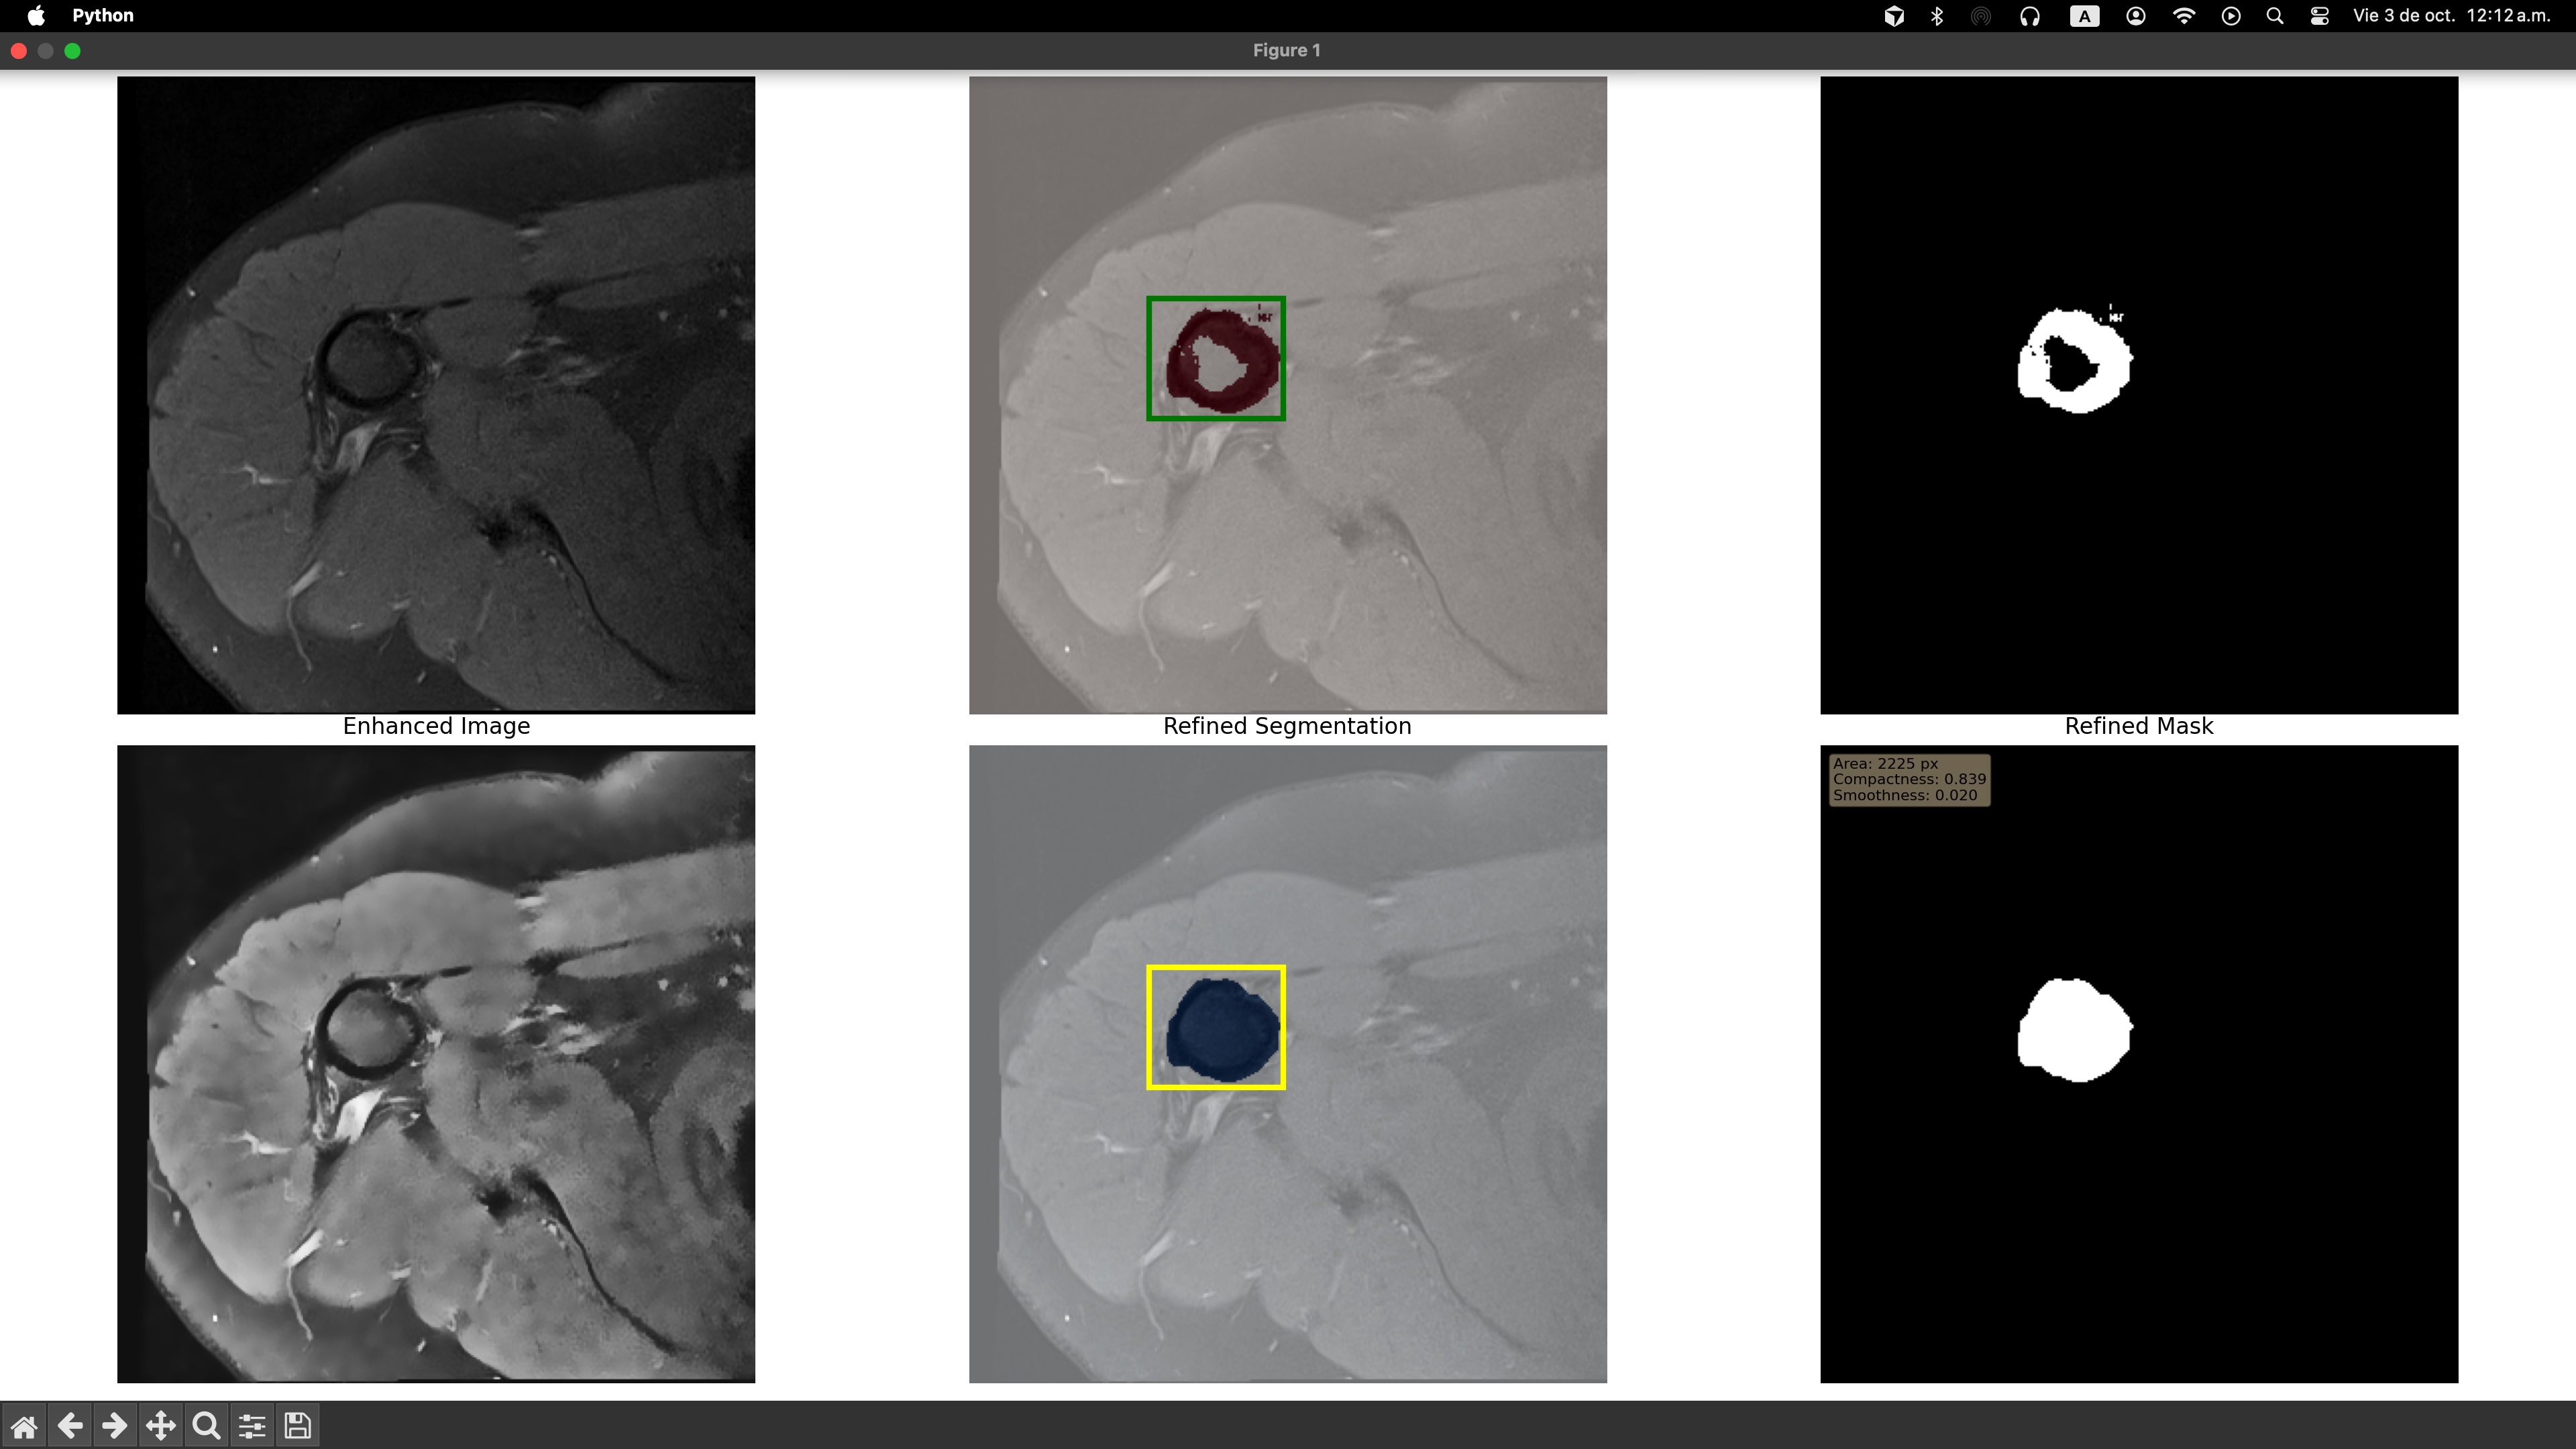 Python
A
Vie 3 de oct. 12:12 a.m.
Figure 1
Enhanced Image
Refined Segmentation
Refined Mask
Area: 2225 px
Compactness: 0.839
Smoothness: 0.020